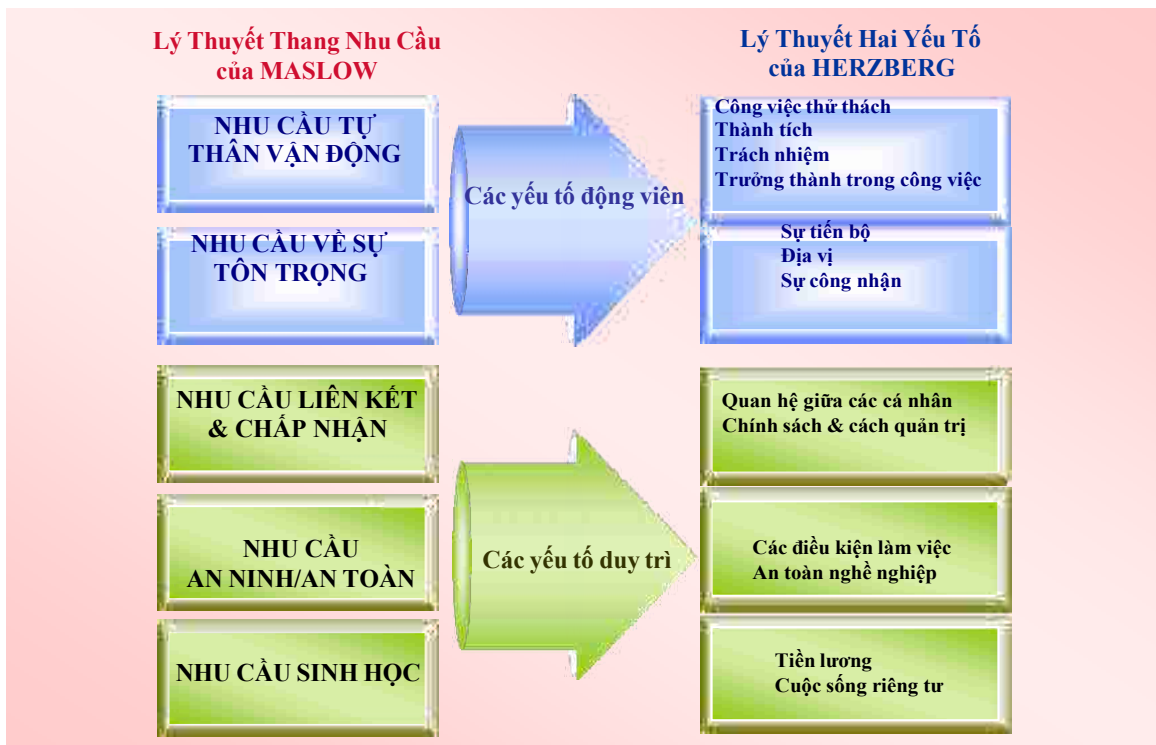 Lý Thuyết Thang Nhu Cầu
của MASLOW
Lý Thuyết Hai Yếu Tố
của HERZBERG
NHU CẦU TỰ
THÂN VẬN ĐỘNG
Các yếu tố động viên
Công việc thử thách
Thành tích
Trách nhiệm
Trưởng thành trong công việc
NHU CẦU VỀ SỰ
TÔN TRỌNG
Sự tiến bộ
Địa vị
Sự công nhận
NHU CẦU LIÊN KẾT
& CHẤP NHẬN
Quan hệ giữa các cá nhân
Chính sách & cách quản trị
NHU CẦU
AN NINH/AN TOÀN
Các yếu tố duy trì
Các điều kiện làm việc
An toàn nghề nghiệp
NHU CẦU SINH HỌC
Tiền lương
Cuộc sống riêng tư